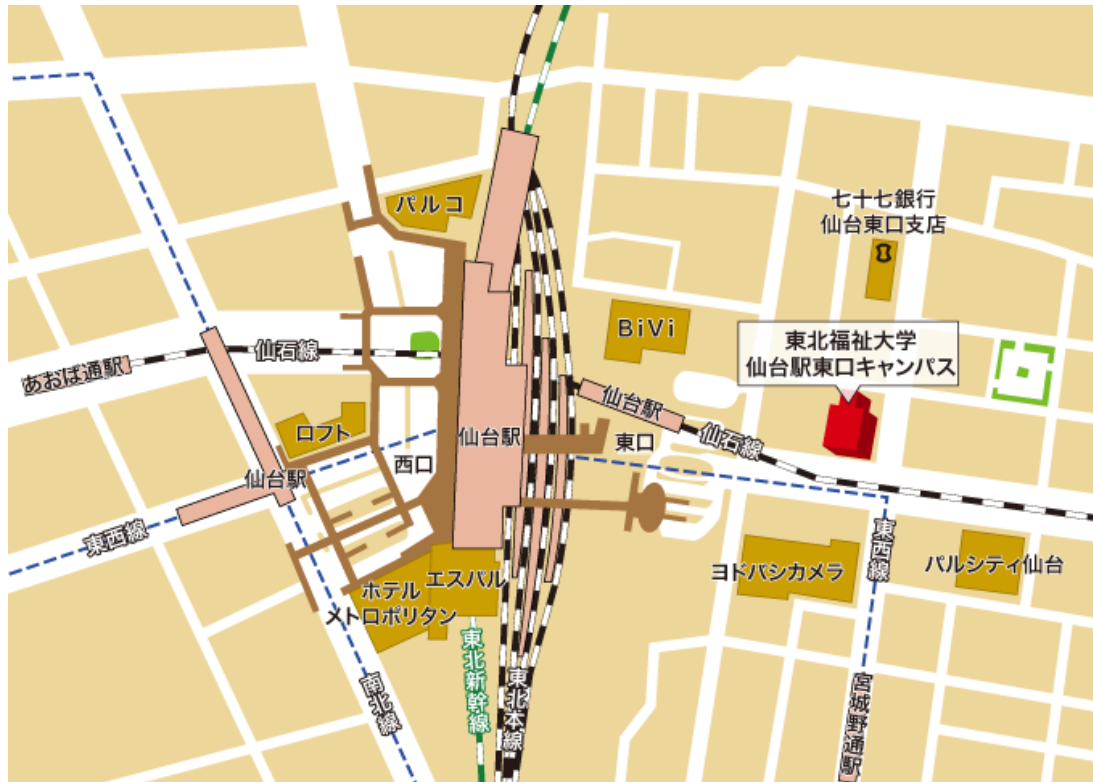 パルコ
七十七銀行
仙台東口支店
BiVi
東北福祉大学
仙台駅東口キャンパス
仙石線
あおば通駅
仙台駅
仙石線
ロフト
仙台駅
東口
西口
仙台駅
東西線
東西線
ヨドバシカメラ
パルシティ仙台
エスパル
ホテル
メトロポリタン
東北新幹線
東北本線
南北線
宮城野通駅